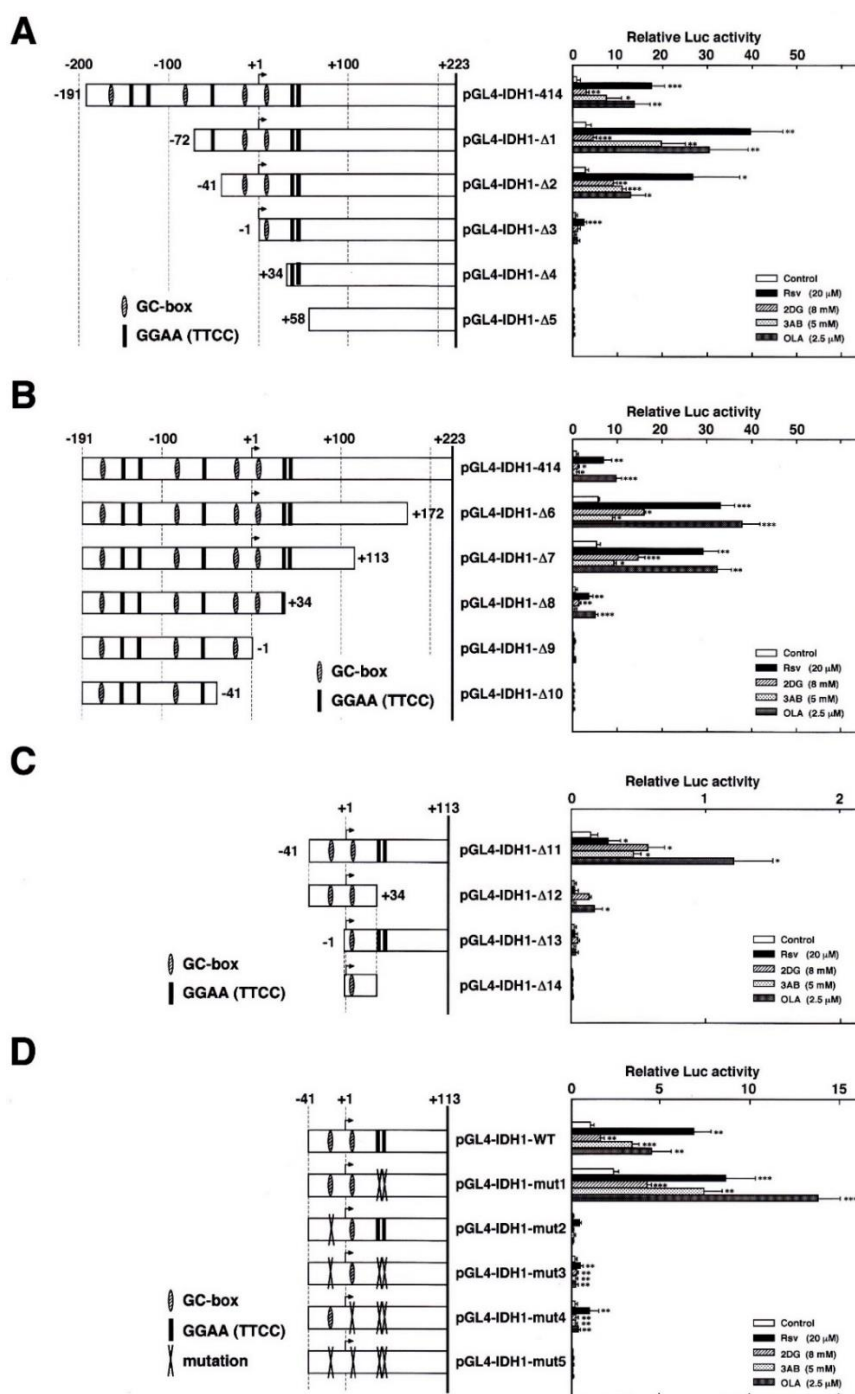 A
Relative Luc activity
-200 -100 +1 +100 +223
0 10 20 30 40 50
-191 pGL4-IDH1-414 *** ** * **
-72 pGL4-IDH1-Δ1 ** *** ** **
-41 pGL4-IDH1-Δ2 * ** *** *
-1 pGL4-IDH1-Δ3 ***
+34 pGL4-IDH1-Δ4
+58 pGL4-IDH1-Δ5
GC-box
GGAA (TTCC)
Control
Rsv (20 μM)
2DG (8 mM)
3AB (5 mM)
OLA (2.5 μM)
B
Relative Luc activity
-191 -100 +1 +100 +223
0 10 20 30 40 50
pGL4-IDH1-414 ** * * ***
+172 pGL4-IDH1-Δ6 ** * * ***
+113 pGL4-IDH1-Δ7 ** *** * **
+34 pGL4-IDH1-Δ8 ** ** ***
-1 pGL4-IDH1-Δ9
-41 pGL4-IDH1-Δ10
GC-box
GGAA (TTCC)
Control
Rsv (20 μM)
2DG (8 mM)
3AB (5 mM)
OLA (2.5 μM)
C
Relative Luc activity
+1 +113
0 1 2
-41 pGL4-IDH1-Δ11 * * * *
+34 pGL4-IDH1-Δ12 *
-1 pGL4-IDH1-Δ13
pGL4-IDH1-Δ14
GC-box
GGAA (TTCC)
Control
Rsv (20 μM)
2DG (8 mM)
3AB (5 mM)
OLA (2.5 μM)
D
Relative Luc activity
-41 +1 +113
0 5 10 15
pGL4-IDH1-WT ** ** *** **
pGL4-IDH1-mut1 *** *** **
pGL4-IDH1-mut2
pGL4-IDH1-mut3 ** ** ** **
pGL4-IDH1-mut4 ** ** ** **
pGL4-IDH1-mut5
GC-box
GGAA (TTCC)
mutation
Control
Rsv (20 μM)
2DG (8 mM)
3AB (5 mM)
OLA (2.5 μM)